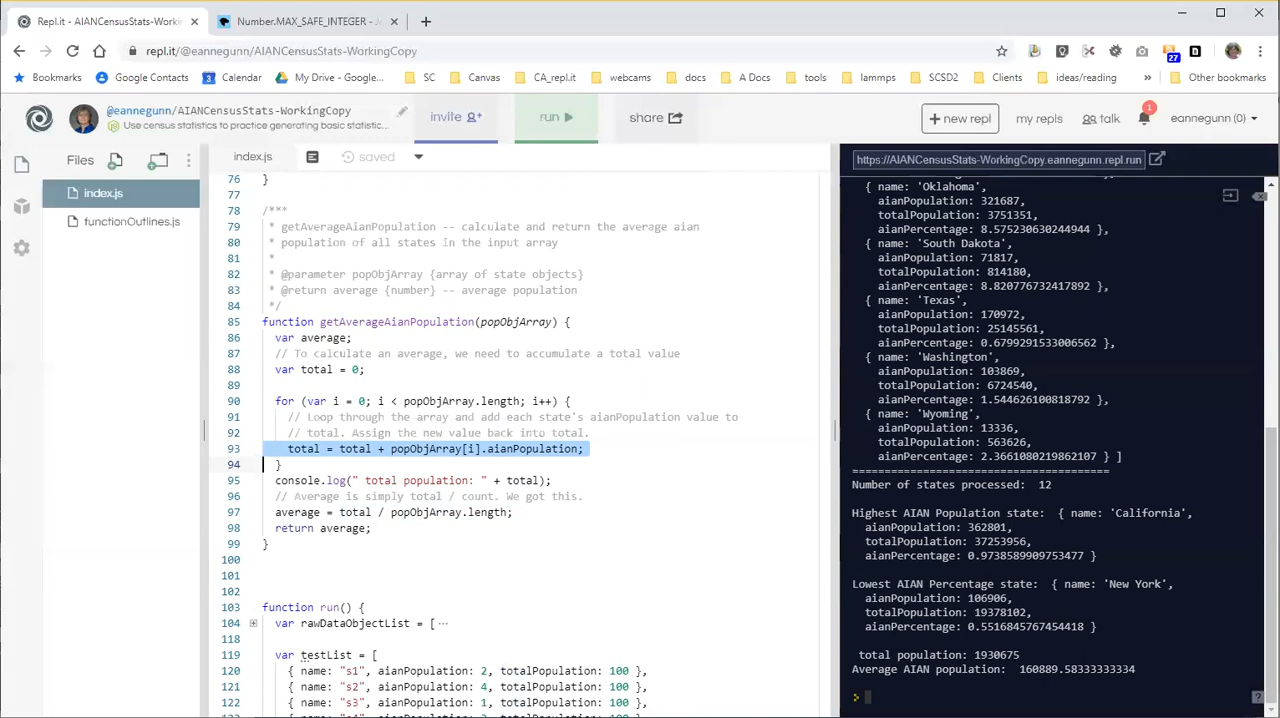 Repl.it - AIANCensusStats-Worki
Number.MAX_SAFE_INTEGER - J
repl.it/@eannegunn/AIANCensusStats-WorkingCopy
27
Bookmarks
Google Contacts
Calendar
My Drive - Google...
SC
Canvas
CA_repl.it
webcams
docs
A Docs
tools
lammps
SCSD2
Clients
ideas/reading
»
Other bookmarks
@eannegunn/AIANCensusStats-WorkingCopy
Use census statistics to practice generating basic statistic...
invite
run
share
+ new repl
my repls
talk
1
eannegunn (0)
Files
index.js
functionOutlines.js
index.js
saved
76 }
77
78 /***
79 * getAverageAianPopulation -- calculate and return the average aian
80 * population of all states in the input array
81 *
82 * @parameter popObjArray {array of state objects}
83 * @return average {number} -- average population
84 */
85 function getAverageAianPopulation(popObjArray) {
86 var average;
87 // To calculate an average, we need to accumulate a total value
88 var total = 0;
89
90 for (var i = 0; i < popObjArray.length; i++) {
91 // Loop through the array and add each state's aianPopulation value to
92 // total. Assign the new value back into total.
93 total = total + popObjArray[i].aianPopulation;
94 }
95 console.log(" total population: " + total);
96 // Average is simply total / count. We got this.
97 average = total / popObjArray.length;
98 return average;
99 }
100
101
102
103 function run() {
104 var rawDataObjectList = [ ···
118
119 var testList = [
120 { name: "s1", aianPopulation: 2, totalPopulation: 100 },
121 { name: "s2", aianPopulation: 4, totalPopulation: 100 },
122 { name: "s3", aianPopulation: 1, totalPopulation: 100 },
https://AIANCensusStats-WorkingCopy.eannegunn.repl.run
{ name: 'Oklahoma',
aianPopulation: 321687,
totalPopulation: 3751351,
aianPercentage: 8.575230630244944 },
{ name: 'South Dakota',
aianPopulation: 71817,
totalPopulation: 814180,
aianPercentage: 8.820776732417892 },
{ name: 'Texas',
aianPopulation: 170972,
totalPopulation: 25145561,
aianPercentage: 0.6799291533006562 },
{ name: 'Washington',
aianPopulation: 103869,
totalPopulation: 6724540,
aianPercentage: 1.544626100818792 },
{ name: 'Wyoming',
aianPopulation: 13336,
totalPopulation: 563626,
aianPercentage: 2.3661080219862107 } ]
========================================
Number of states processed: 12
Highest AIAN Population state: { name: 'California',
aianPopulation: 362801,
totalPopulation: 37253956,
aianPercentage: 0.9738589909753477 }
Lowest AIAN Percentage state: { name: 'New York',
aianPopulation: 106906,
totalPopulation: 19378102,
aianPercentage: 0.5516845767454418 }
total population: 1930675
Average AIAN population: 160889.58333333334
>